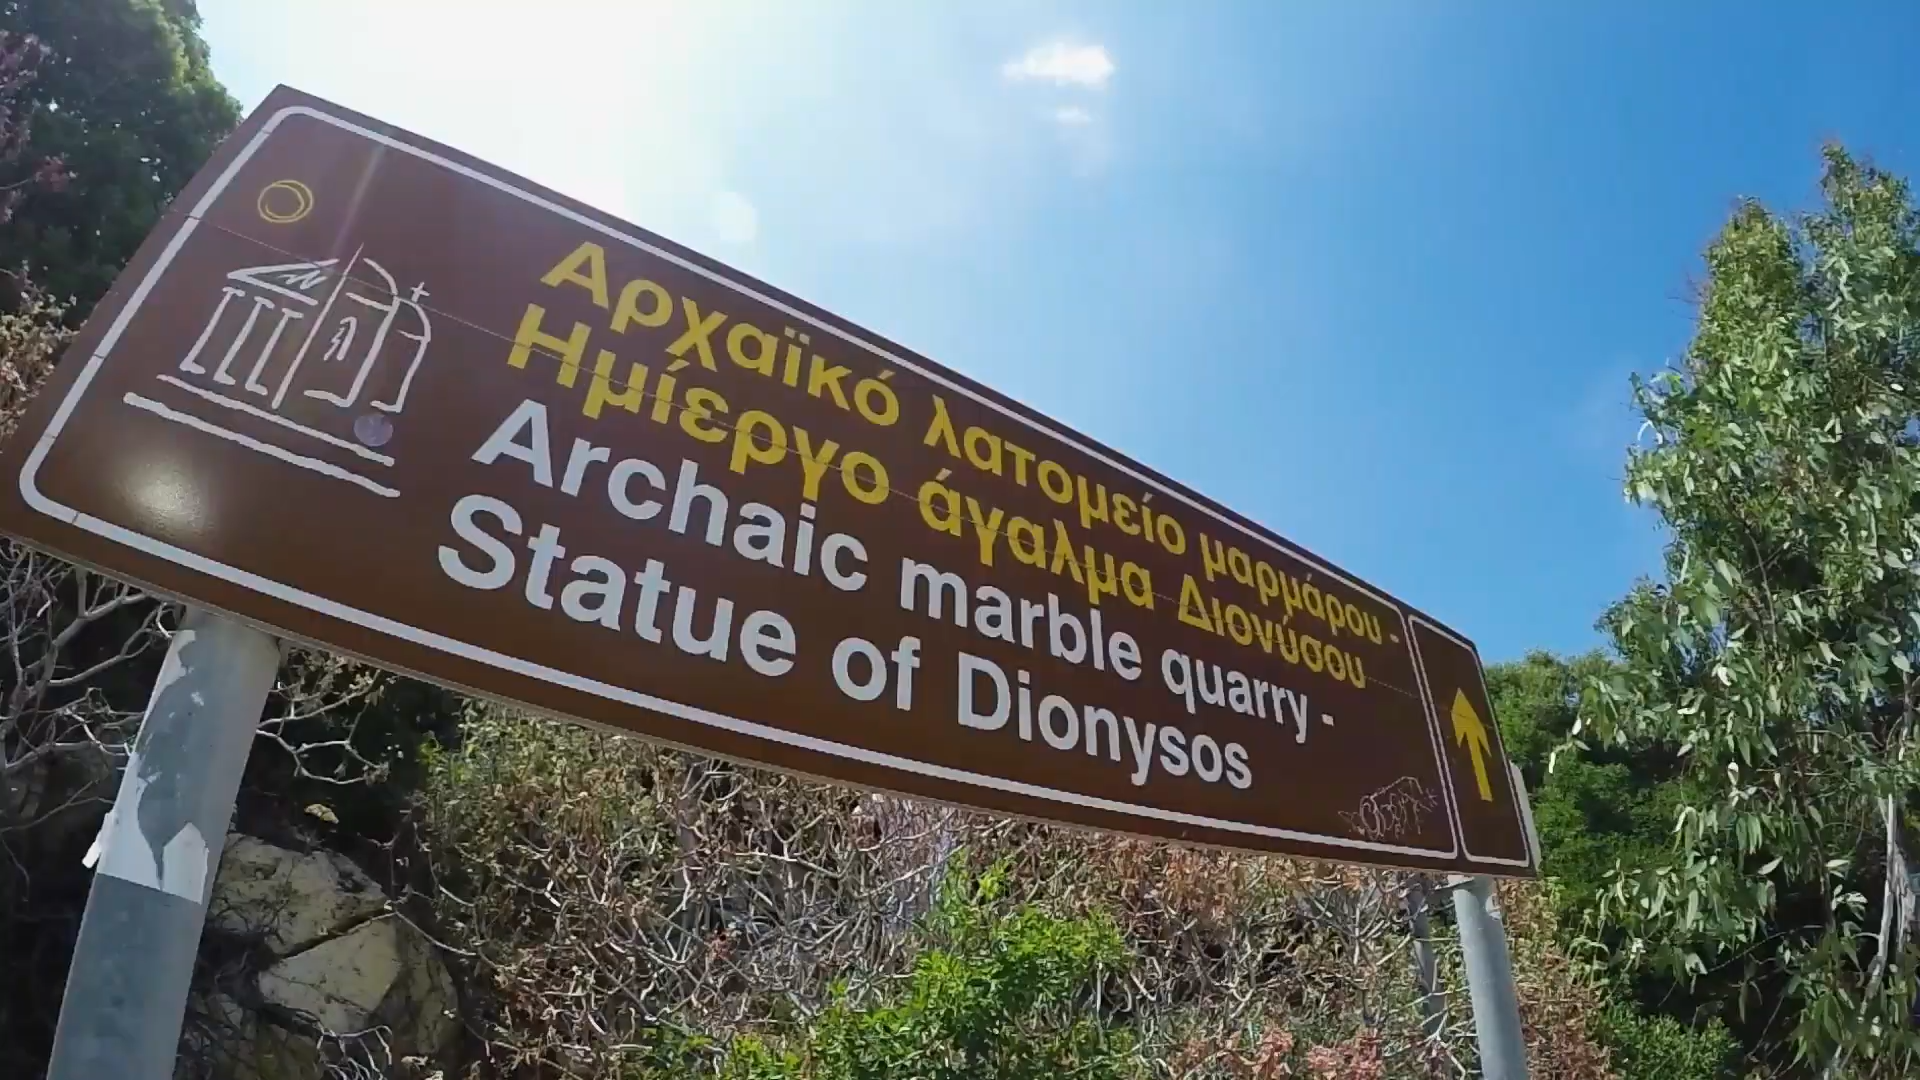 Αρχαϊκό λατομείο μαρμάρου -
Ημίεργο άγαλμα Διονύσου
Archaic marble quarry -
Statue of Dionysos